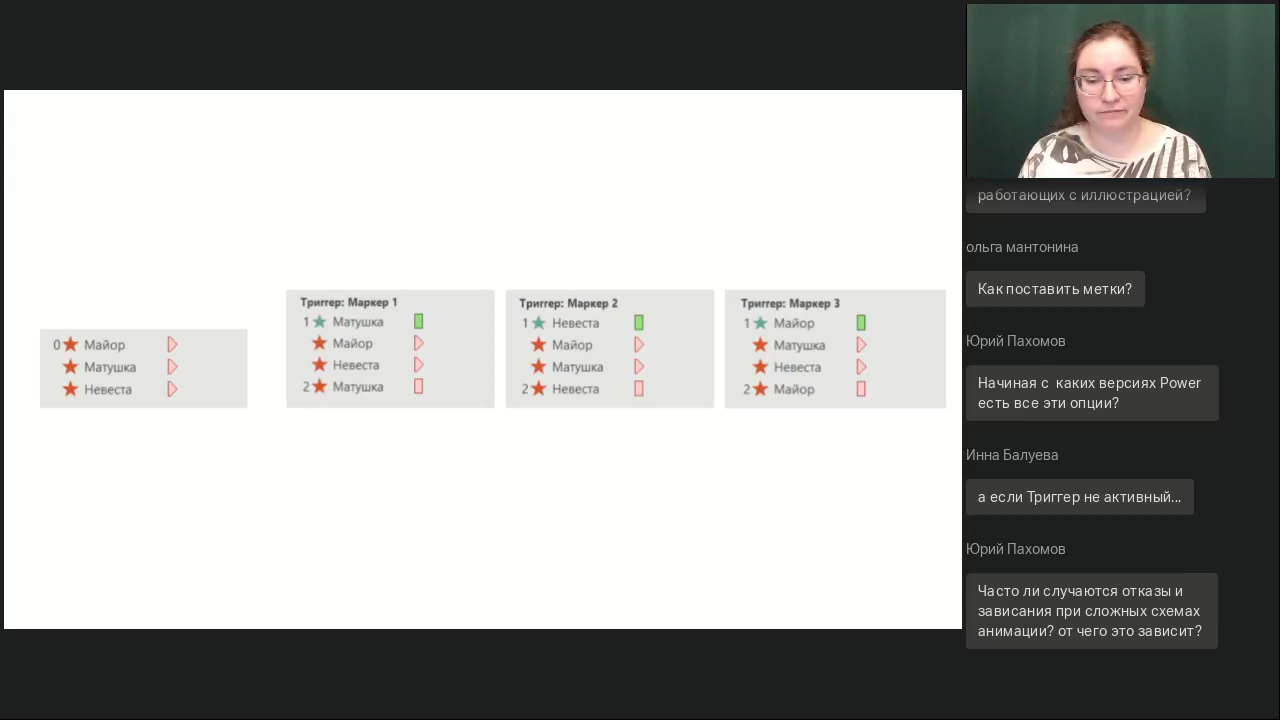 0 Майор
Матушка
Невеста
Триггер: Маркер 1
1 Матушка
Майор
Невеста
2 Матушка
Триггер: Маркер 2
1 Невеста
Майор
Матушка
2 Невеста
Триггер: Маркер 3
1 Майор
Матушка
Невеста
2 Майор
работающих с иллюстрацией?
ольга мантонина
Как поставить метки?
Юрий Пахомов
Начиная с каких версиях Power
есть все эти опции?
Инна Балуева
а если Триггер не активный...
Юрий Пахомов
Часто ли случаются отказы и
зависания при сложных схемах
анимации? от чего это зависит?